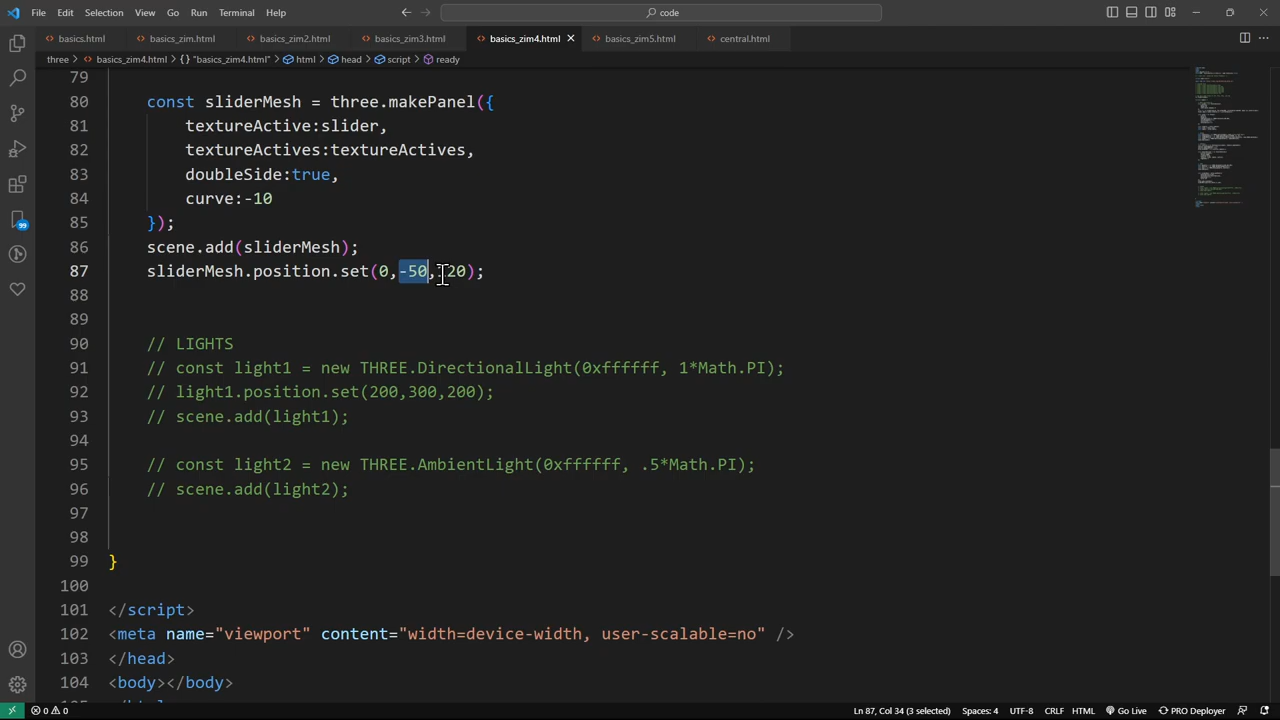 File Edit Selection View Go Run Terminal Help
code
basics.html basics_zim.html basics_zim2.html basics_zim3.html basics_zim4.html basics_zim5.html central.html
three > basics_zim4.html > {} "basics_zim4.html" > html > head > script > ready
79
80 const sliderMesh = three.makePanel({
81 textureActive:slider,
82 textureActives:textureActives,
83 doubleSide:true,
84 curve:-10
85 });
86 scene.add(sliderMesh);
87 sliderMesh.position.set(0,-50, 20);
88
89
90 // LIGHTS
91 // const light1 = new THREE.DirectionalLight(0xffffff, 1*Math.PI);
92 // light1.position.set(200,300,200);
93 // scene.add(light1);
94
95 // const light2 = new THREE.AmbientLight(0xffffff, .5*Math.PI);
96 // scene.add(light2);
97
98
99 }
100
101 </script>
102 <meta name="viewport" content="width=device-width, user-scalable=no" />
103 </head>
104 <body></body>
99
0 0 Ln 87, Col 34 (3 selected) Spaces: 4 UTF-8 CRLF HTML Go Live PRO Deployer